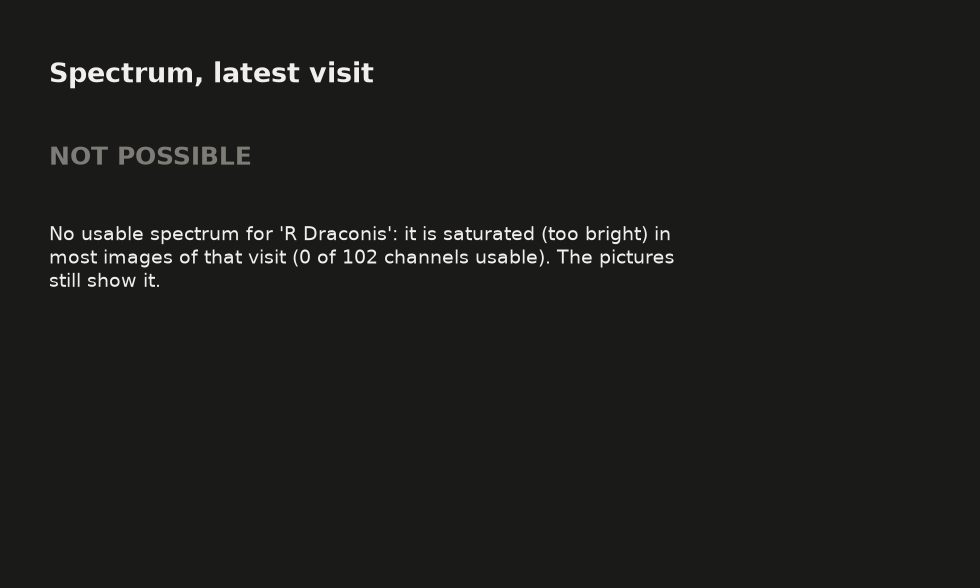 Spectrum, latest visit
NOT POSSIBLE
No usable spectrum for 'R Draconis': it is saturated (too bright) in
most images of that visit (0 of 102 channels usable). The pictures
still show it.